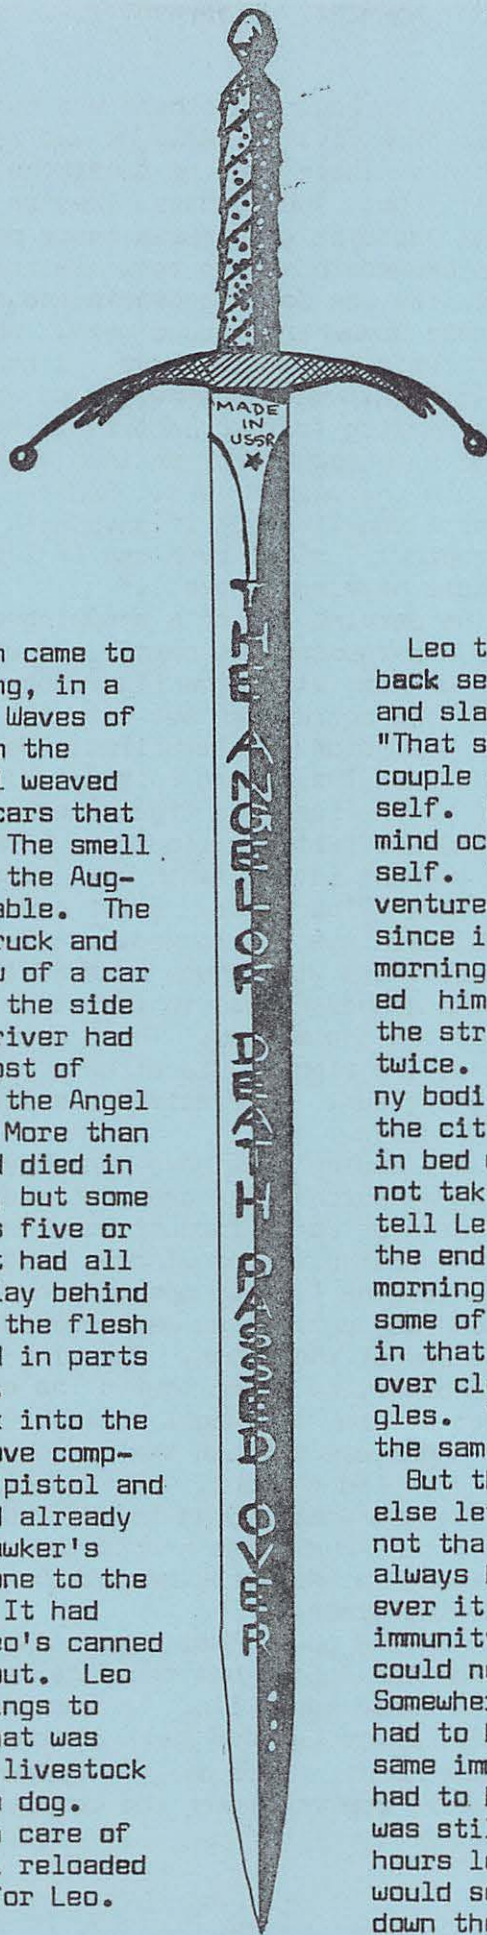 MADE
IN
USSR
THE ANGEL OF DEATH PASSED OVER...
n came to
ng, in a
Waves of
n the
l weaved
cars that
The smell
the Aug-
able. The
ruck and
w of a car
the side
river had
ost of
the Angel
More than
d died in
but some
s five or
t had all
lay behind
the flesh
d in parts
t into the
ove comp-
pistol and
d already
awker's
one to the
It had
eo's canned
out. Leo
ings to
hat was
livestock
e dog.
n care of
l reloaded
for Leo.
Leo t
back se
and sla
"That s
couple
self.
mind oc
self.
venture
since i
morning
ed him
the str
twice.
ny bodi
the cit
in bed
not tak
tell Le
the end
morning
some of
in that
over cl
gles.
the sam
But th
else le
not tha
always
ever it
immunit
could n
Somewhe
had to
same im
had to
was sti
hours l
would s
down th